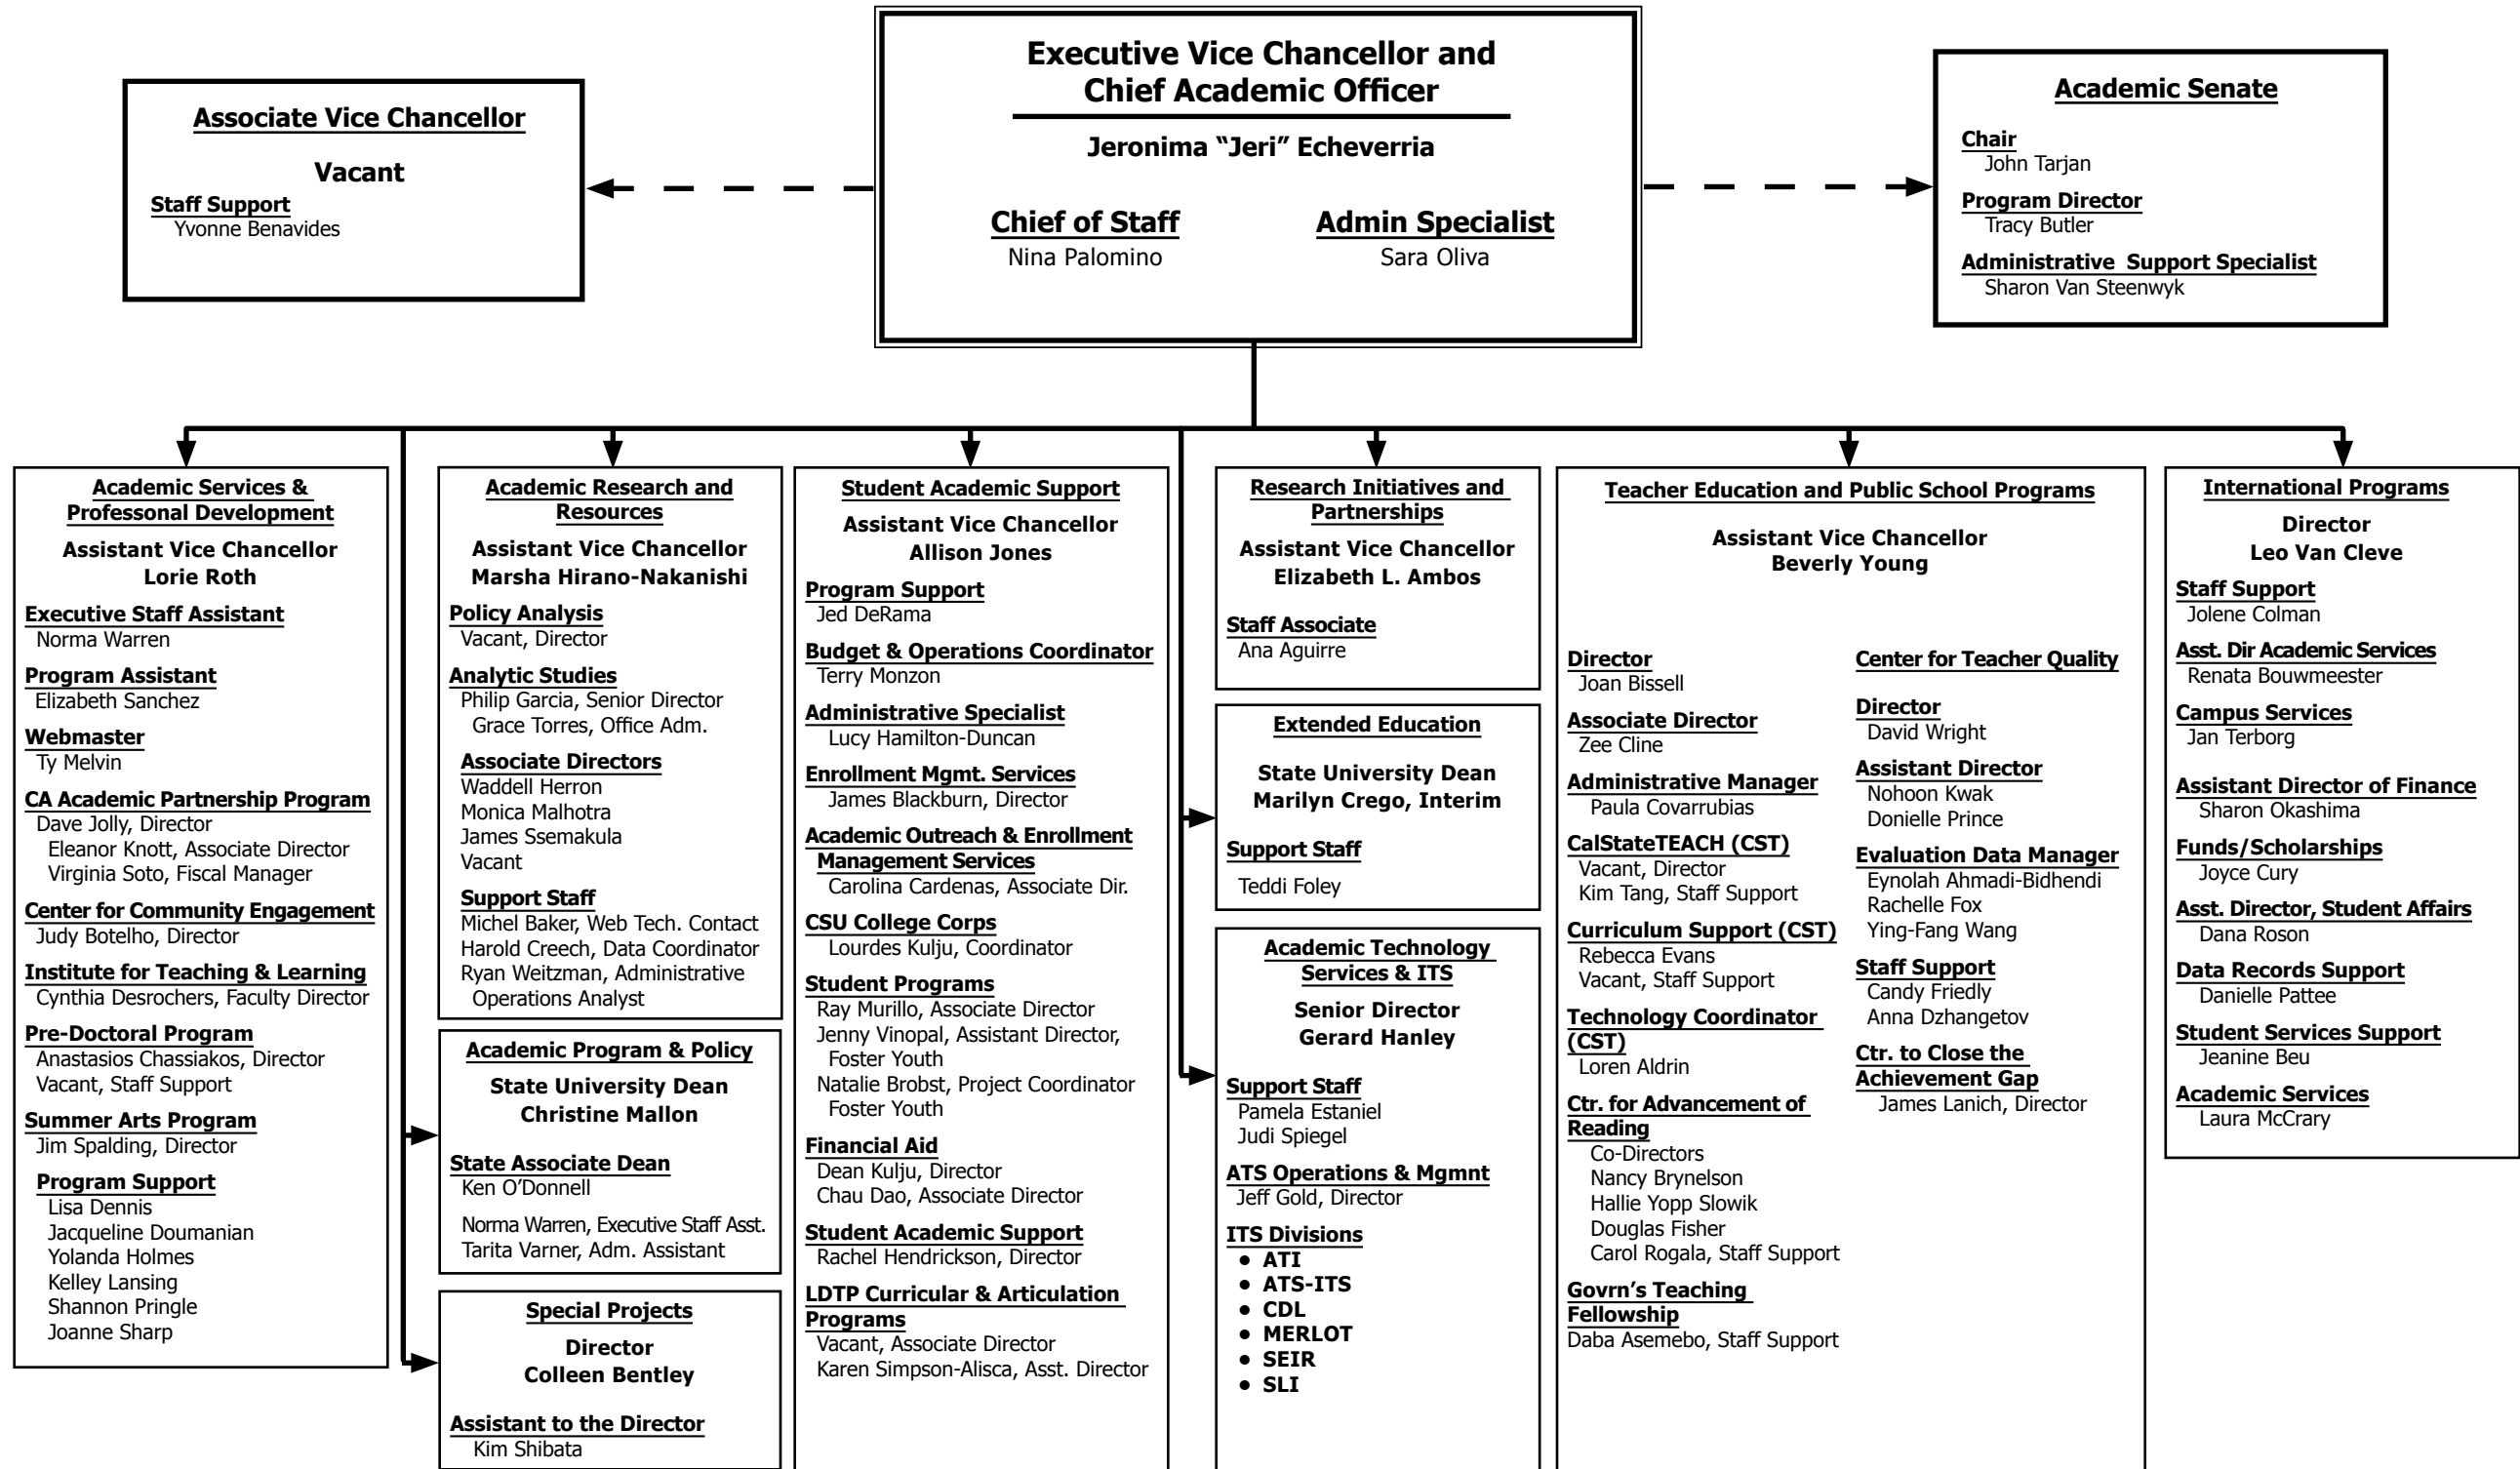 Executive Vice Chancellor and
Chief Academic Officer
Jeronima “Jeri” Echeverria
Chief of Staff
Nina Palomino
Admin Specialist
Sara Oliva
Associate Vice Chancellor
Vacant
Staff Support
Yvonne Benavides
Academic Senate
Chair
John Tarjan
Program Director
Tracy Butler
Administrative Support Specialist
Sharon Van Steenwyk
Academic Services &
Professonal Development
Assistant Vice Chancellor
Lorie Roth
Executive Staff Assistant
Norma Warren
Program Assistant
Elizabeth Sanchez
Webmaster
Ty Melvin
CA Academic Partnership Program
Dave Jolly, Director
Eleanor Knott, Associate Director
Virginia Soto, Fiscal Manager
Center for Community Engagement
Judy Botelho, Director
Institute for Teaching & Learning
Cynthia Desrochers, Faculty Director
Pre-Doctoral Program
Anastasios Chassiakos, Director
Vacant, Staff Support
Summer Arts Program
Jim Spalding, Director
Program Support
Lisa Dennis
Jacqueline Doumanian
Yolanda Holmes
Kelley Lansing
Shannon Pringle
Joanne Sharp
Academic Research and
Resources
Assistant Vice Chancellor
Marsha Hirano-Nakanishi
Policy Analysis
Vacant, Director
Analytic Studies
Philip Garcia, Senior Director
Grace Torres, Office Adm.
Associate Directors
Waddell Herron
Monica Malhotra
James Ssemakula
Vacant
Support Staff
Michel Baker, Web Tech. Contact
Harold Creech, Data Coordinator
Ryan Weitzman, Administrative
Operations Analyst
Academic Program & Policy
State University Dean
Christine Mallon
State Associate Dean
Ken O’Donnell
Norma Warren, Executive Staff Asst.
Tarita Varner, Adm. Assistant
Special Projects
Director
Colleen Bentley
Assistant to the Director
Kim Shibata
Student Academic Support
Assistant Vice Chancellor
Allison Jones
Program Support
Jed DeRama
Budget & Operations Coordinator
Terry Monzon
Administrative Specialist
Lucy Hamilton-Duncan
Enrollment Mgmt. Services
James Blackburn, Director
Academic Outreach & Enrollment
Management Services
Carolina Cardenas, Associate Dir.
CSU College Corps
Lourdes Kulju, Coordinator
Student Programs
Ray Murillo, Associate Director
Jenny Vinopal, Assistant Director,
Foster Youth
Natalie Brobst, Project Coordinator
Foster Youth
Financial Aid
Dean Kulju, Director
Chau Dao, Associate Director
Student Academic Support
Rachel Hendrickson, Director
LDTP Curricular & Articulation
Programs
Vacant, Associate Director
Karen Simpson-Alisca, Asst. Director
Research Initiatives and
Partnerships
Assistant Vice Chancellor
Elizabeth L. Ambos
Staff Associate
Ana Aguirre
Extended Education
State University Dean
Marilyn Crego, Interim
Support Staff
Teddi Foley
Academic Technology
Services & ITS
Senior Director
Gerard Hanley
Support Staff
Pamela Estaniel
Judi Spiegel
ATS Operations & Mgmnt
Jeff Gold, Director
ITS Divisions
• ATI
• ATS-ITS
• CDL
• MERLOT
• SEIR
• SLI
Teacher Education and Public School Programs
Assistant Vice Chancellor
Beverly Young
Director
Joan Bissell
Associate Director
Zee Cline
Administrative Manager
Paula Covarrubias
CalStateTEACH (CST)
Vacant, Director
Kim Tang, Staff Support
Curriculum Support (CST)
Rebecca Evans
Vacant, Staff Support
Technology Coordinator
(CST)
Loren Aldrin
Ctr. for Advancement of
Reading
Co-Directors
Nancy Brynelson
Hallie Yopp Slowik
Douglas Fisher
Carol Rogala, Staff Support
Govrn’s Teaching
Fellowship
Daba Asemebo, Staff Support
Center for Teacher Quality
Director
David Wright
Assistant Director
Nohoon Kwak
Donielle Prince
Evaluation Data Manager
Eynolah Ahmadi-Bidhendi
Rachelle Fox
Ying-Fang Wang
Staff Support
Candy Friedly
Anna Dzhangetov
Ctr. to Close the
Achievement Gap
James Lanich, Director
International Programs
Director
Leo Van Cleve
Staff Support
Jolene Colman
Asst. Dir Academic Services
Renata Bouwmeester
Campus Services
Jan Terborg
Assistant Director of Finance
Sharon Okashima
Funds/Scholarships
Joyce Cury
Asst. Director, Student Affairs
Dana Roson
Data Records Support
Danielle Pattee
Student Services Support
Jeanine Beu
Academic Services
Laura McCrary